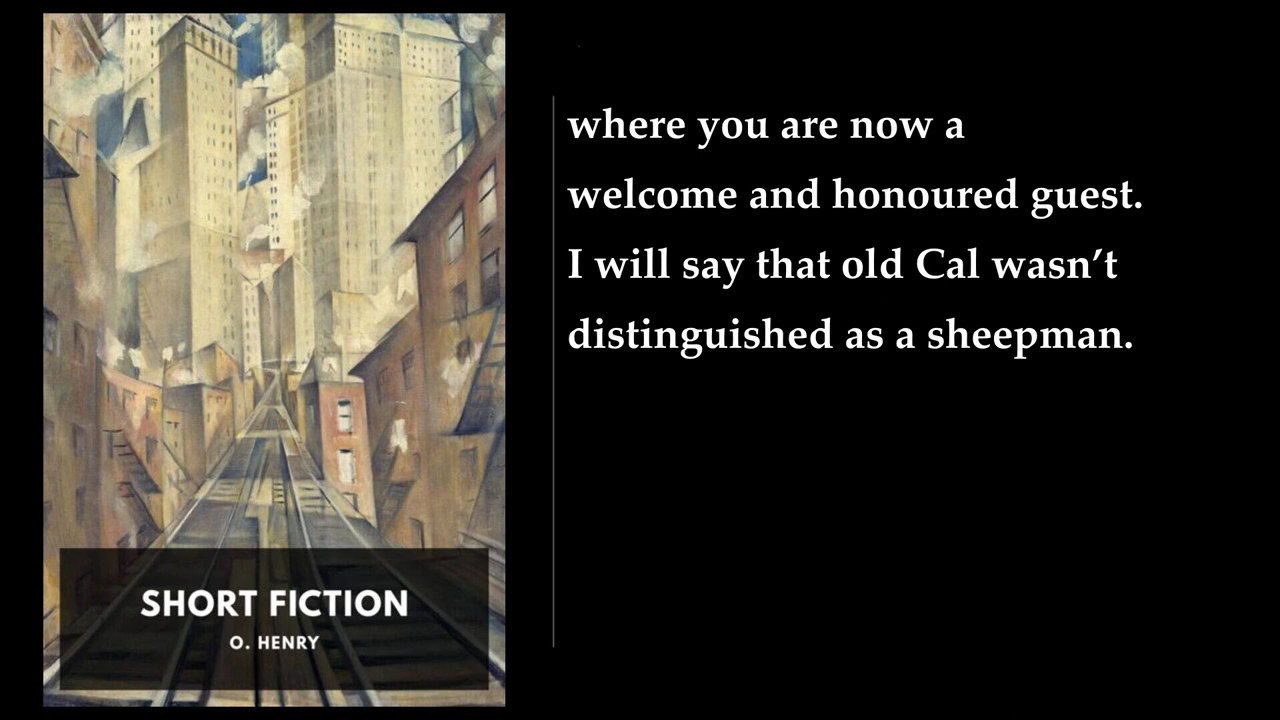 where you are now a
welcome and honoured guest.
I will say that old Cal wasn’t
distinguished as a sheepman.
SHORT FICTION
O. HENRY